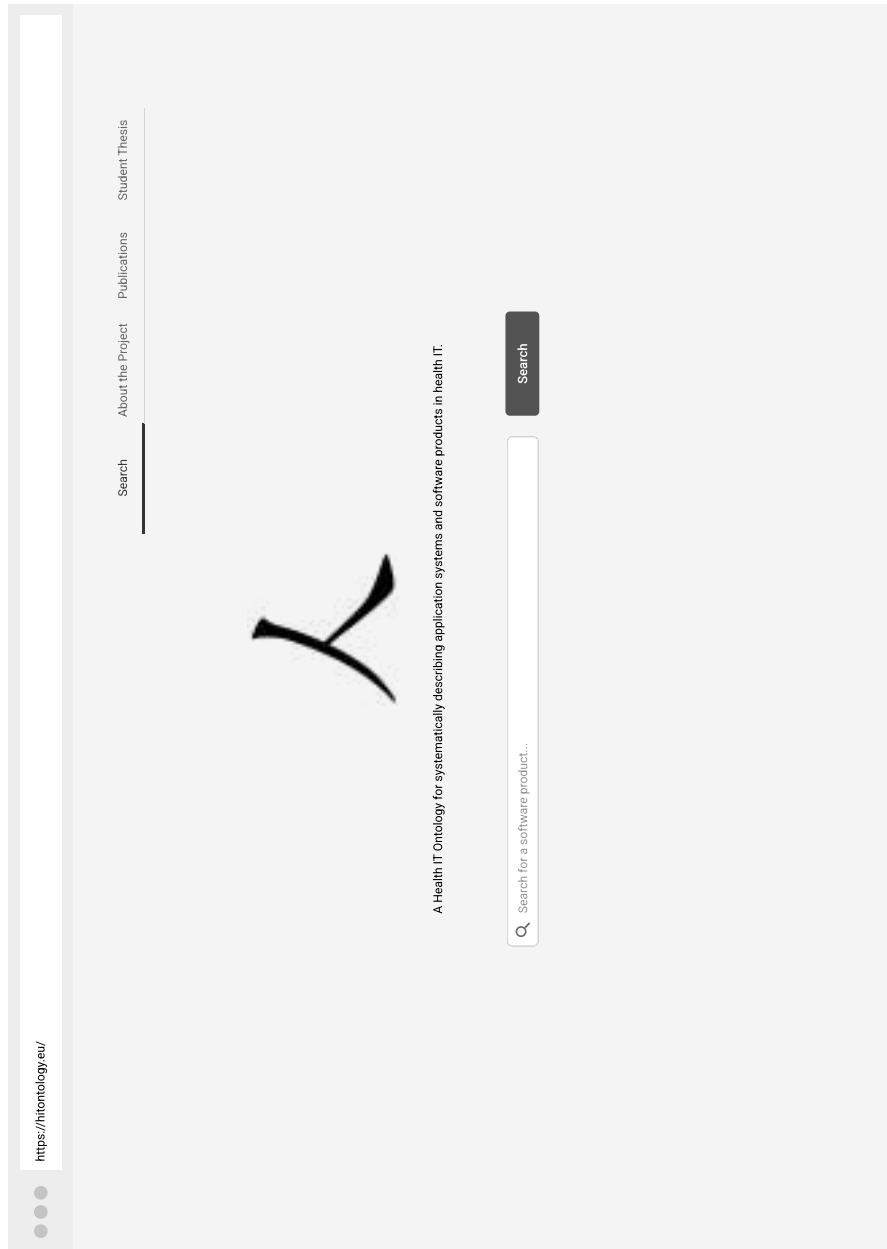 https://hitontology.eu/
Search About the Project Publications Student Thesis
人
A Health IT Ontology for systematically describing application systems and software products in health IT.
Search for a software product... Search